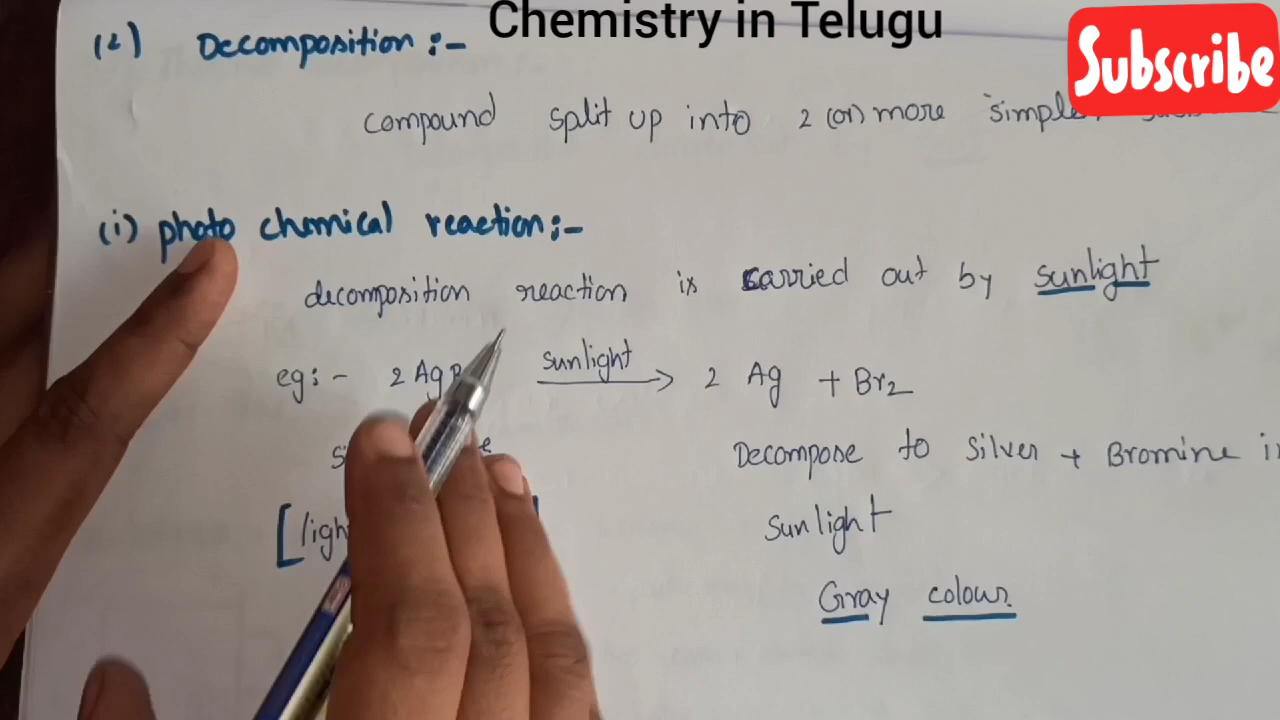 Chemistry in Telugu
Subscribe
(2) Decomposition :-
compound split up into 2 (or) more
(i) photo chemical reaction :-
decomposition reaction is carried out by sunlight
eg :- 2 Ag sunlight → 2 Ag + Br2
Decompose to Silver + Bromine
Sunlight
Gray colour